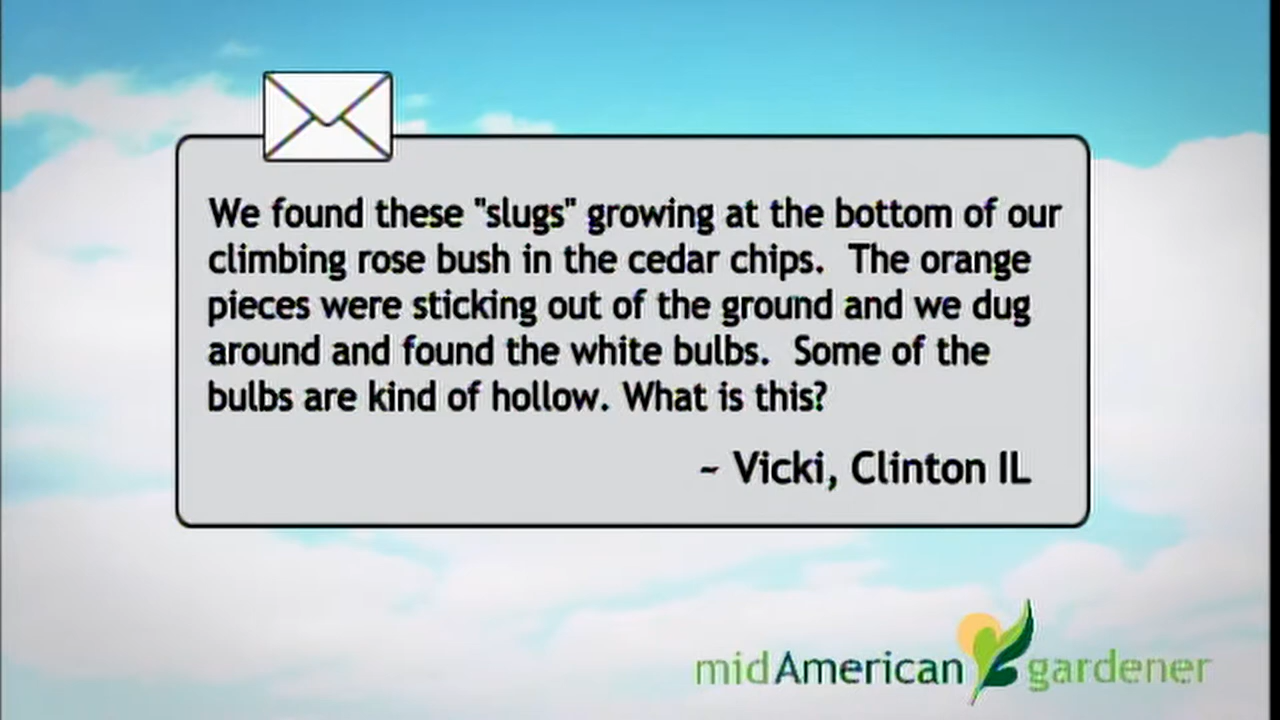 We found these "slugs" growing at the bottom of our
climbing rose bush in the cedar chips.  The orange
pieces were sticking out of the ground and we dug
around and found the white bulbs.  Some of the
bulbs are kind of hollow. What is this?
~ Vicki, Clinton IL
midAmerican gardener